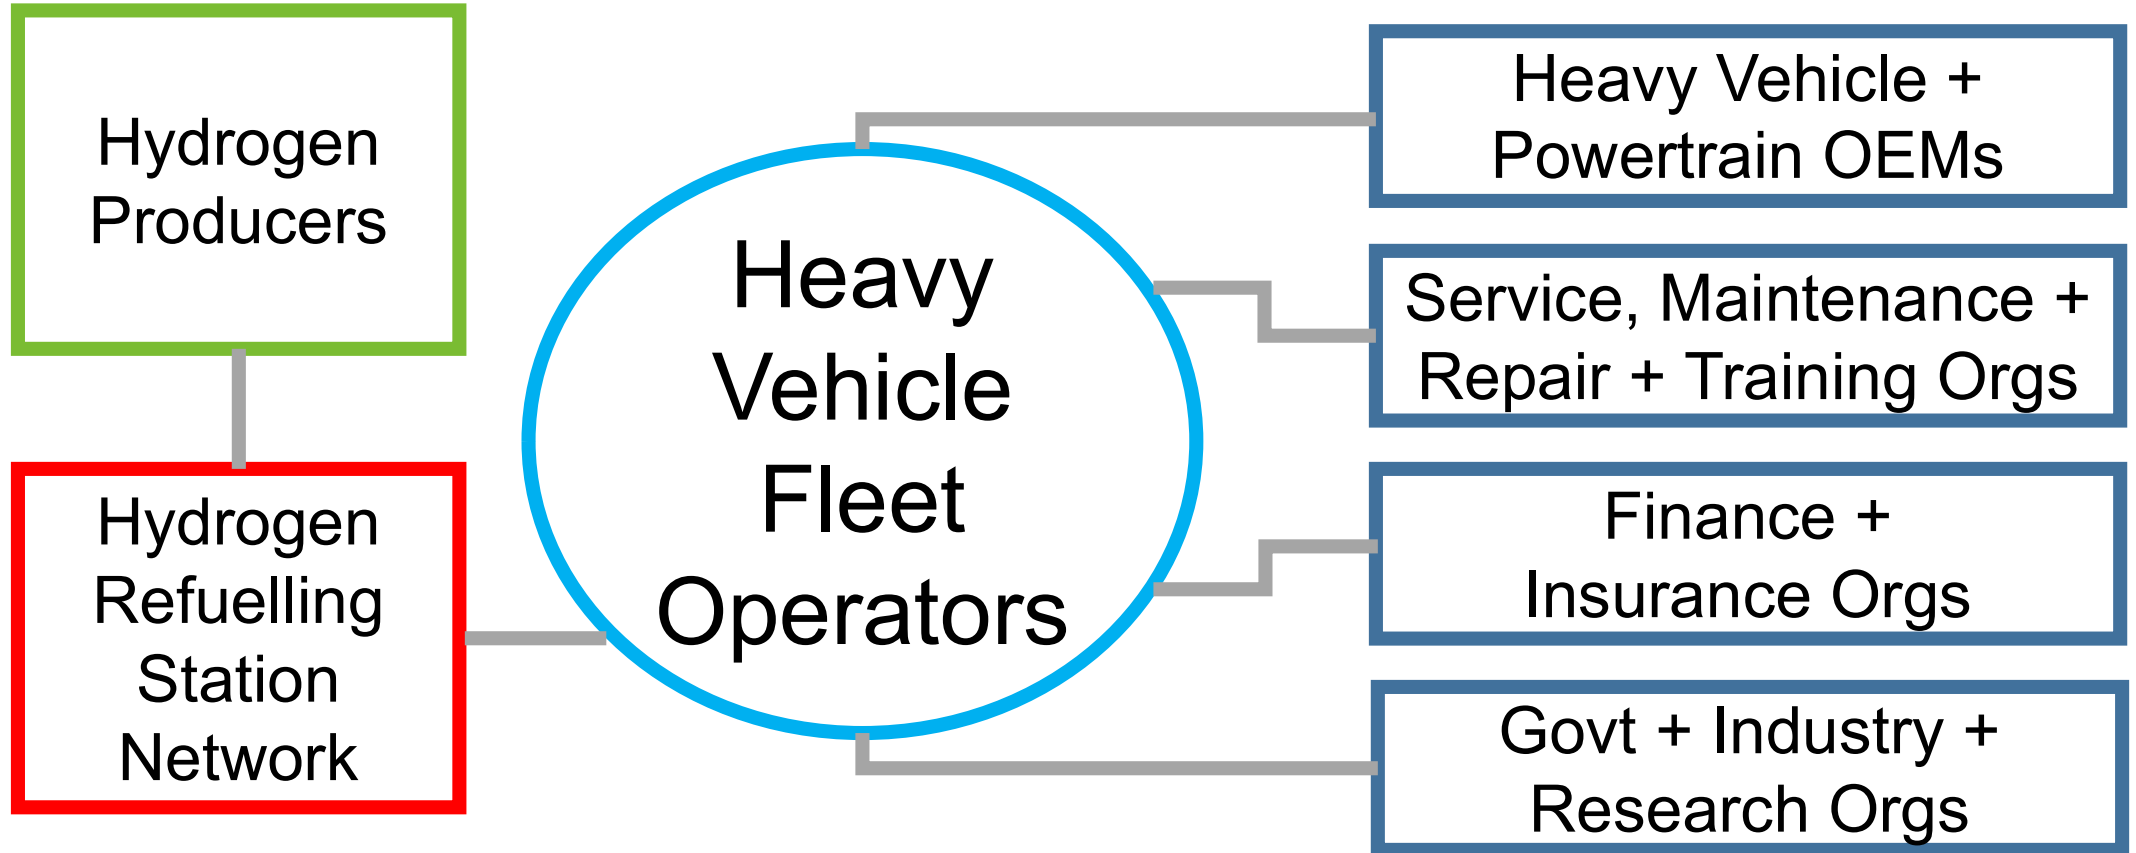 Hydrogen
Producers
Hydrogen
Refuelling
Station
Network
Heavy
Vehicle
Fleet
Operators
Heavy Vehicle +
Powertrain OEMs
Service, Maintenance +
Repair + Training Orgs
Finance +
Insurance Orgs
Govt + Industry +
Research Orgs